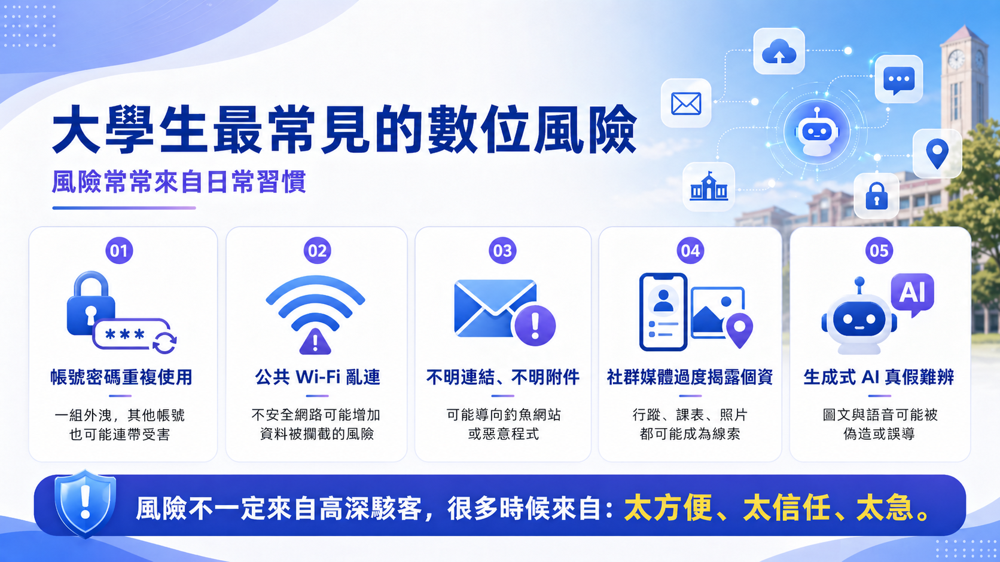 大學生最常見的數位風險
風險常常來自日常習慣
01
帳號密碼重複使用
一組外洩，其他帳號
也可能連帶受害
02
公共 Wi-Fi 亂連
不安全網路可能增加
資料被攔截的風險
03
不明連結、不明附件
可能導向釣魚網站
或惡意程式
04
社群媒體過度揭露個資
行蹤、課表、照片
都可能成為線索
05
AI
生成式 AI 真假難辨
圖文與語音可能被
偽造或誤導
風險不一定來自高深駭客，很多時候來自：太方便、太信任、太急。